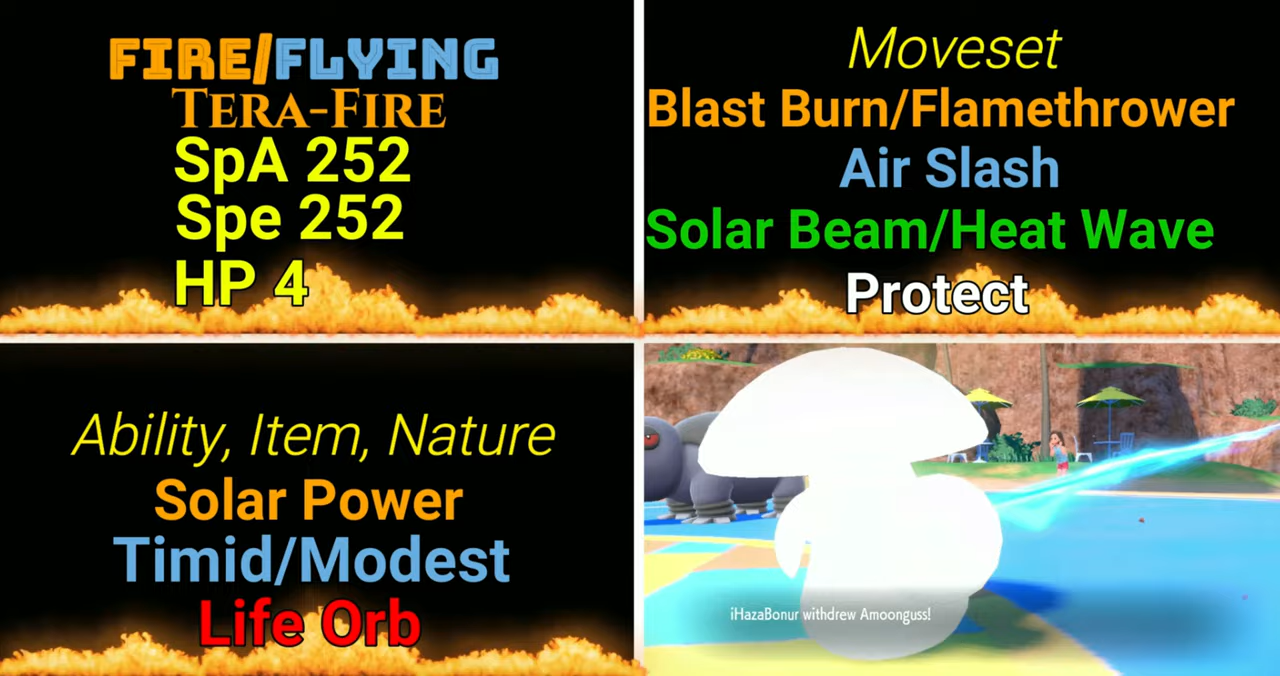 FIRE/FLYING
TERA-FIRE
SpA 252
Spe 252
HP 4
Moveset
Blast Burn/Flamethrower
Air Slash
Solar Beam/Heat Wave
Protect
Ability, Item, Nature
Solar Power
Timid/Modest
Life Orb
iHazaBonur withdrew Amoonguss!